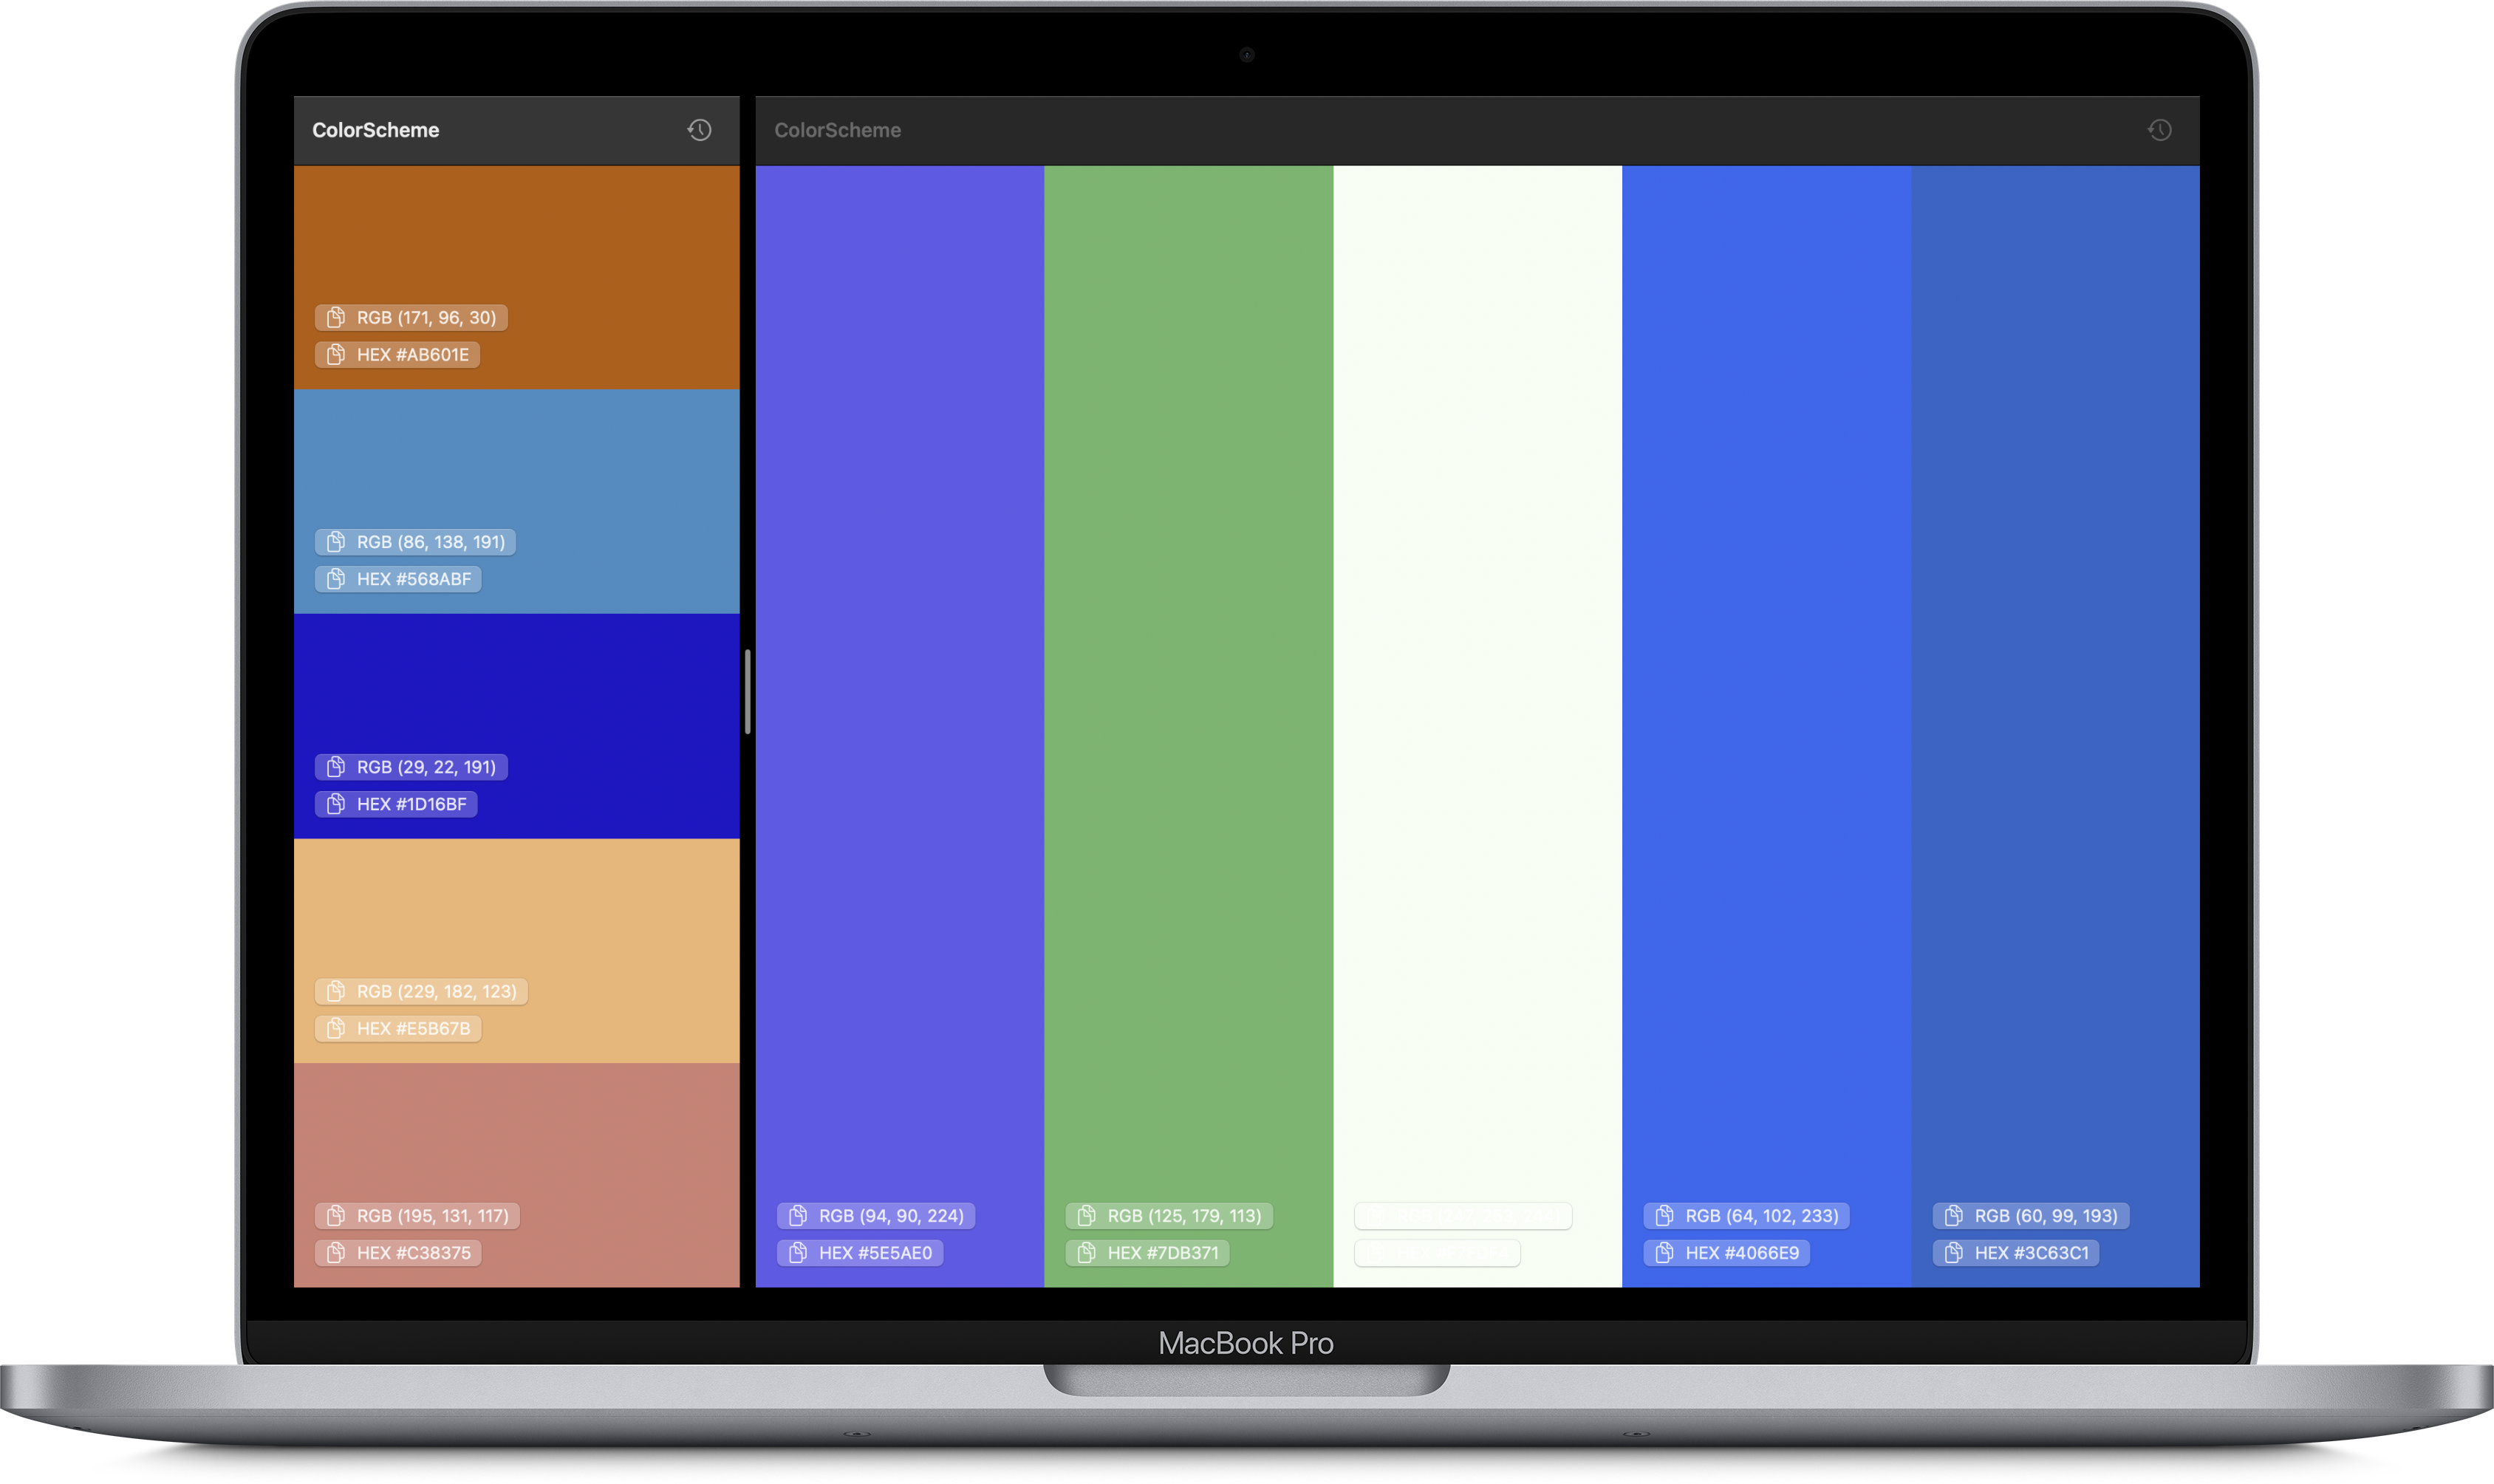 ColorScheme
RGB (171, 96, 30)
HEX #AB601E
RGB (86, 138, 191)
HEX #568ABF
RGB (29, 22, 191)
HEX #1D16BF
RGB (229, 182, 123)
HEX #E5B67B
RGB (195, 131, 117)
HEX #C38375
ColorScheme
RGB (94, 90, 224)
HEX #5E5AE0
RGB (125, 179, 113)
HEX #7DB371
RGB (64, 102, 233)
HEX #4066E9
RGB (60, 99, 193)
HEX #3C63C1
MacBook Pro